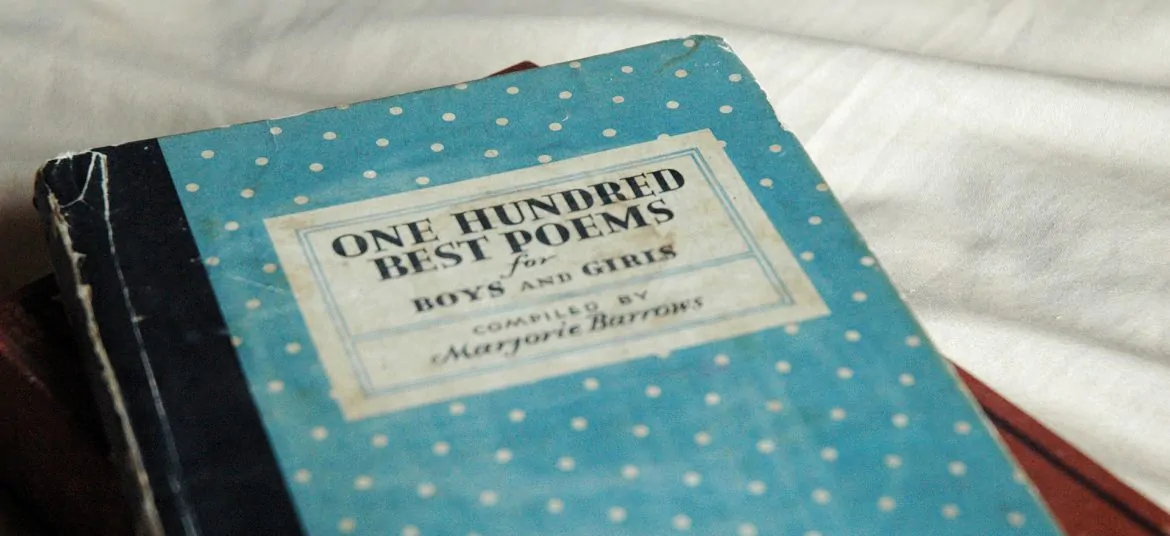 ONE HUNDRED
BEST POEMS
for
BOYS AND GIRLS
COMPILED BY
Marjorie Barrows